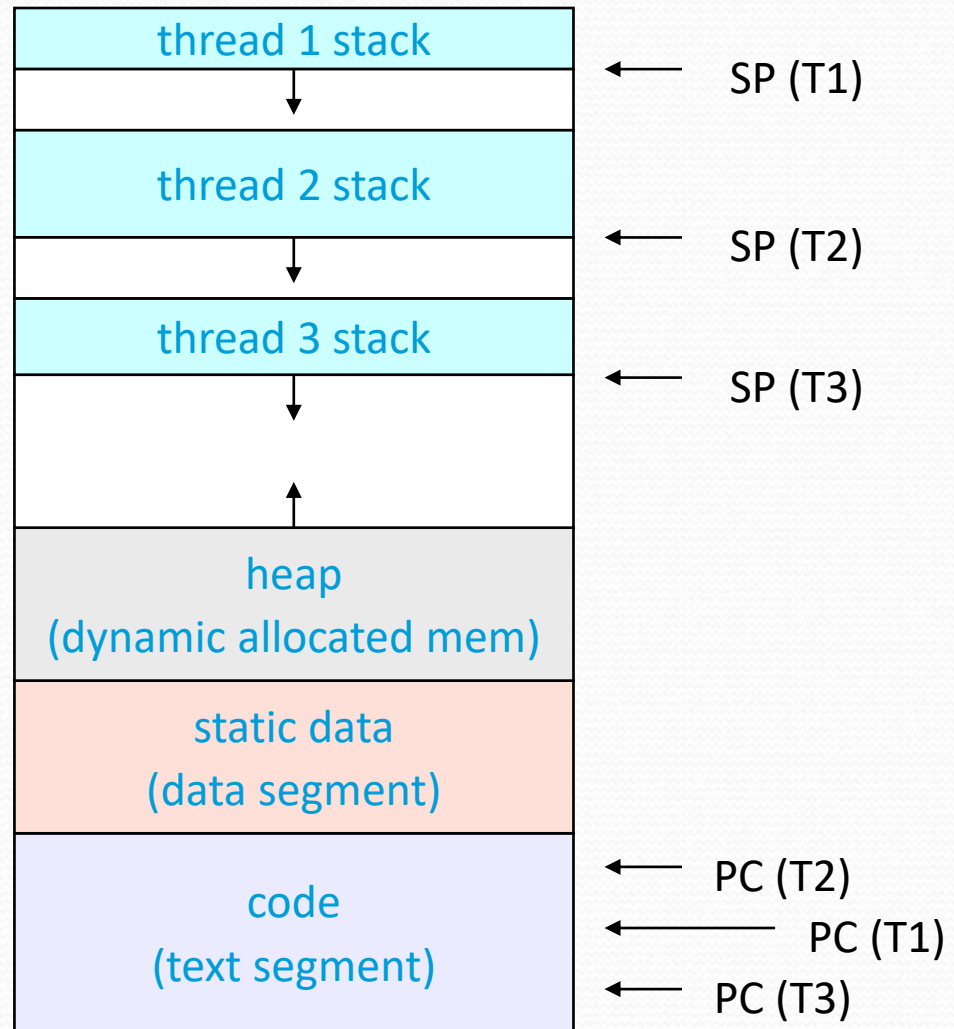 thread 1 stack
SP (T1)
thread 2 stack
SP (T2)
thread 3 stack
SP (T3)
heap
(dynamic allocated mem)
static data
(data segment)
code
(text segment)
PC (T2)
PC (T1)
PC (T3)